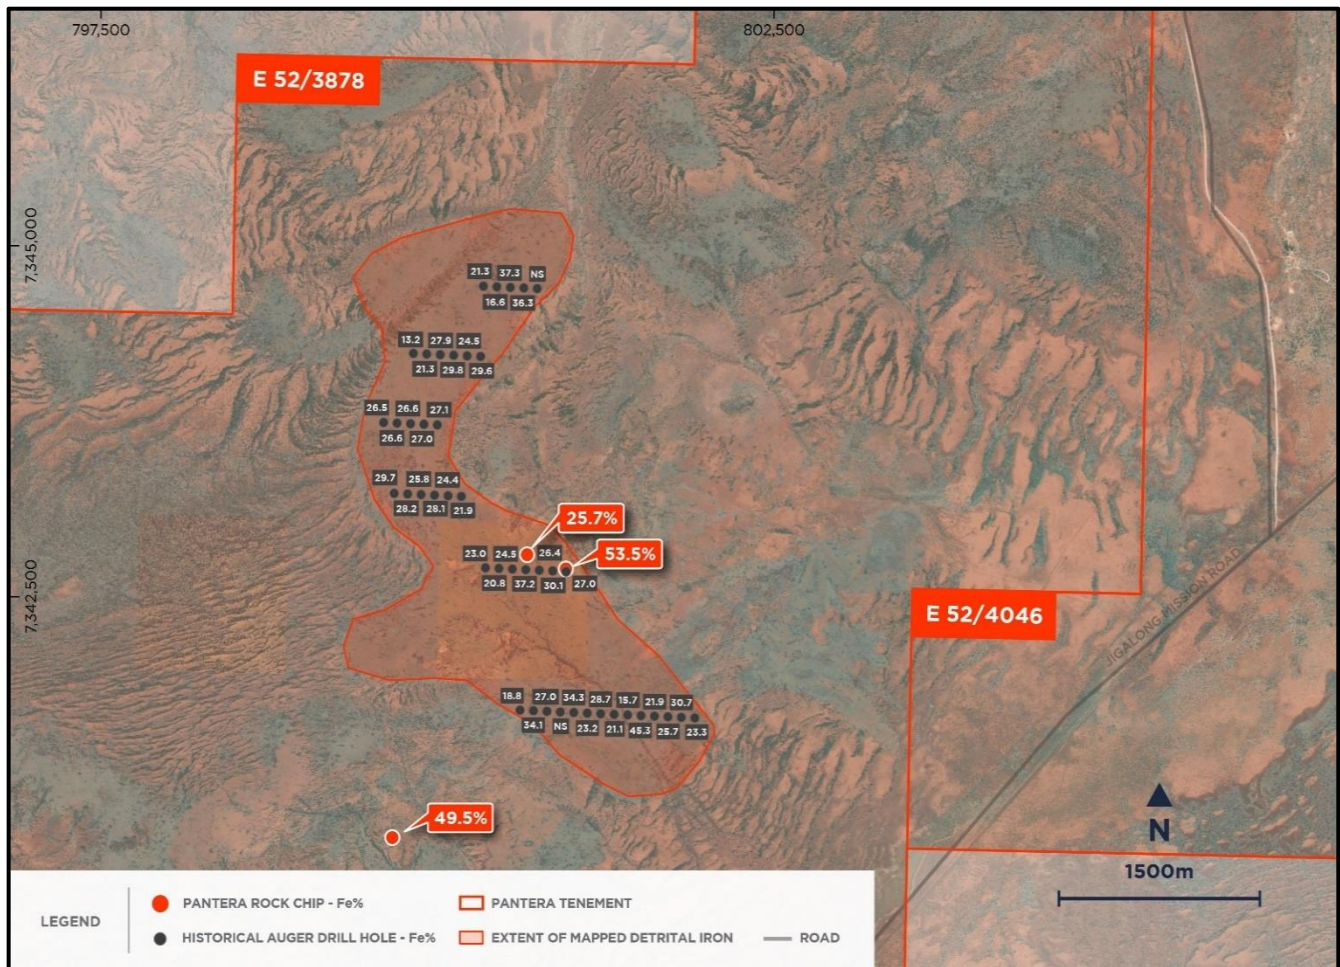 797,500
802,500
E 52/3878
7,345,000
21.3 37.3 NS
16.6 36.3
13.2 27.9 24.5
21.3 29.8 29.6
26.5 26.6 27.1
26.6 27.0
29.7 25.8 24.4
28.2 28.1 21.9
25.7%
53.5%
23.0 24.5 26.4
20.8 37.2 30.1 27.0
7,342,500
E 52/4046
JIGALONG MISSION ROAD
18.8 27.0 34.3 28.7 15.7 21.9 30.7
34.1 NS 23.2 21.1 45.3 25.7 23.3
49.5%
N
1500m
LEGEND
PANTERA ROCK CHIP - Fe%
PANTERA TENEMENT
HISTORICAL AUGER DRILL HOLE - Fe%
EXTENT OF MAPPED DETRITAL IRON
ROAD